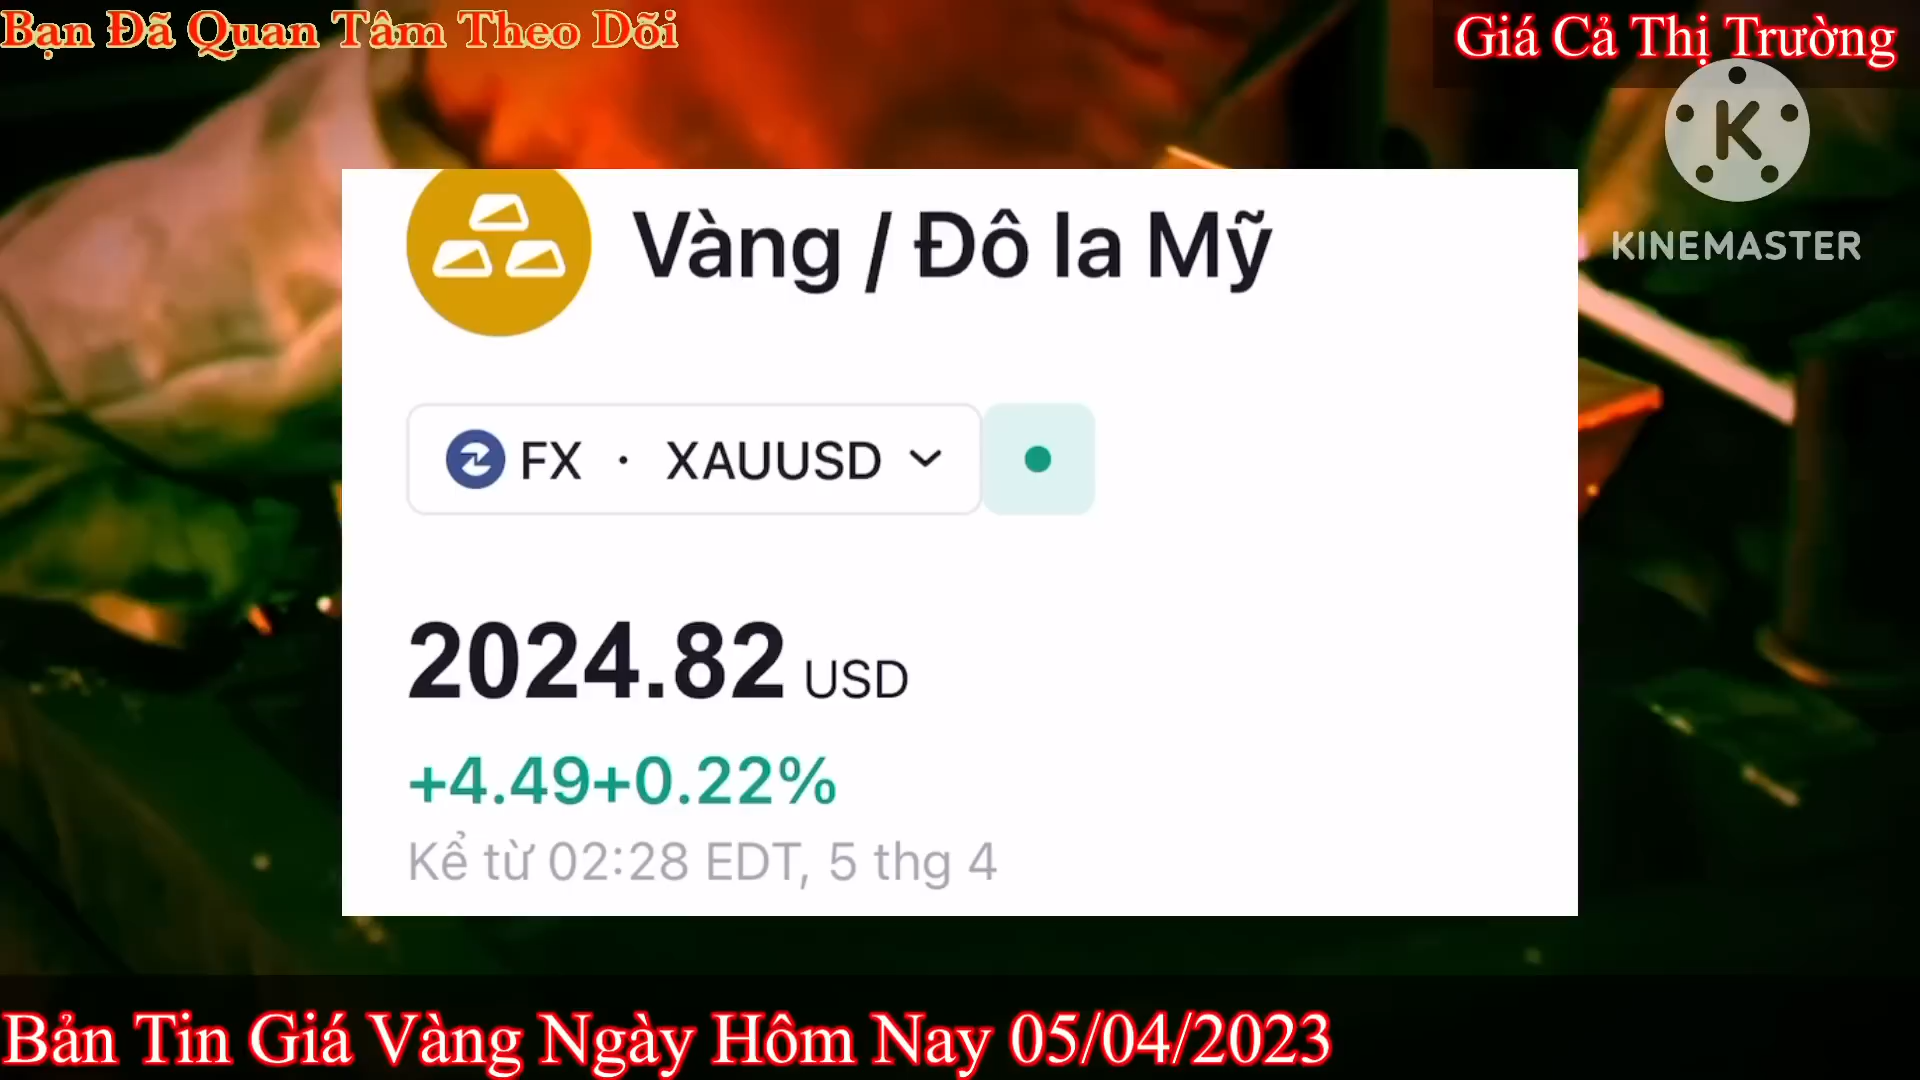 Bạn Đã Quan Tâm Theo Dõi
Giá Cả Thị Trường
K
KINEMASTER
Vàng / Đô la Mỹ
FX · XAUUSD
2024.82 USD
+4.49+0.22%
Kể từ 02:28 EDT, 5 thg 4
Bản Tin Giá Vàng Ngày Hôm Nay 05/04/2023